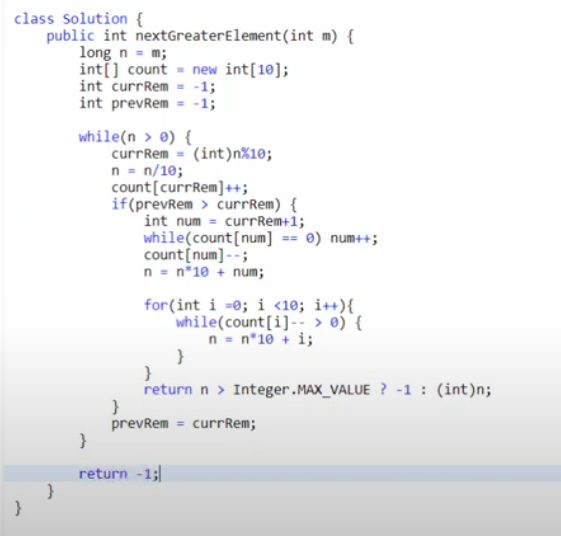 class Solution {
    public int nextGreaterElement(int m) {
        long n = m;
        int[] count = new int[10];
        int currRem = -1;
        int prevRem = -1;

        while(n > 0) {
            currRem = (int)n%10;
            n = n/10;
            count[currRem]++;
            if(prevRem > currRem) {
                int num = currRem+1;
                while(count[num] == 0) num++;
                count[num]--;
                n = n*10 + num;

                for(int i =0; i <10; i++){
                    while(count[i]-- > 0) {
                        n = n*10 + i;
                    }
                }
                return n > Integer.MAX_VALUE ? -1 : (int)n;
            }
            prevRem = currRem;
        }

        return -1;
    }
}